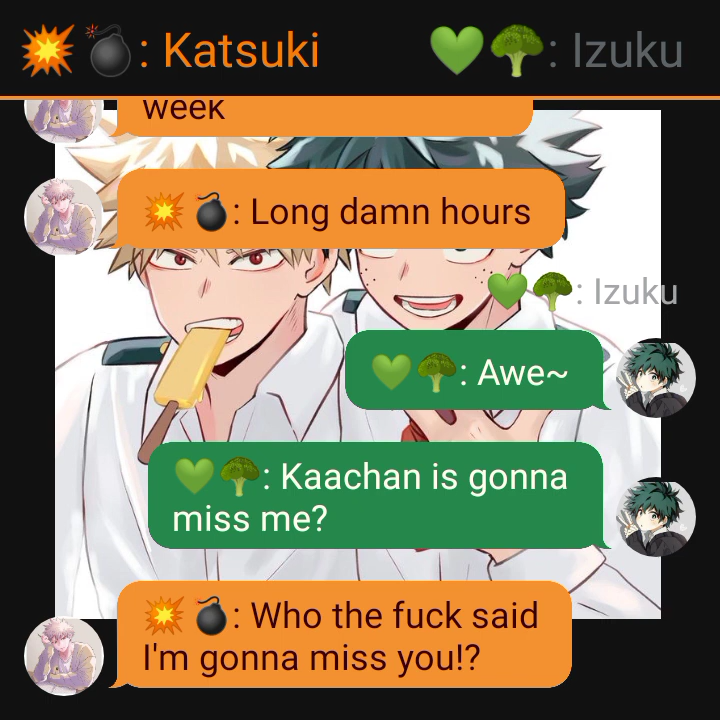 💥💣: Katsuki
💚🥦: Izuku
week
💥💣: Long damn hours
💚🥦: Izuku
💚🥦: Awe~
💚🥦: Kaachan is gonna
miss me?
💥💣: Who the fuck said
I'm gonna miss you!?